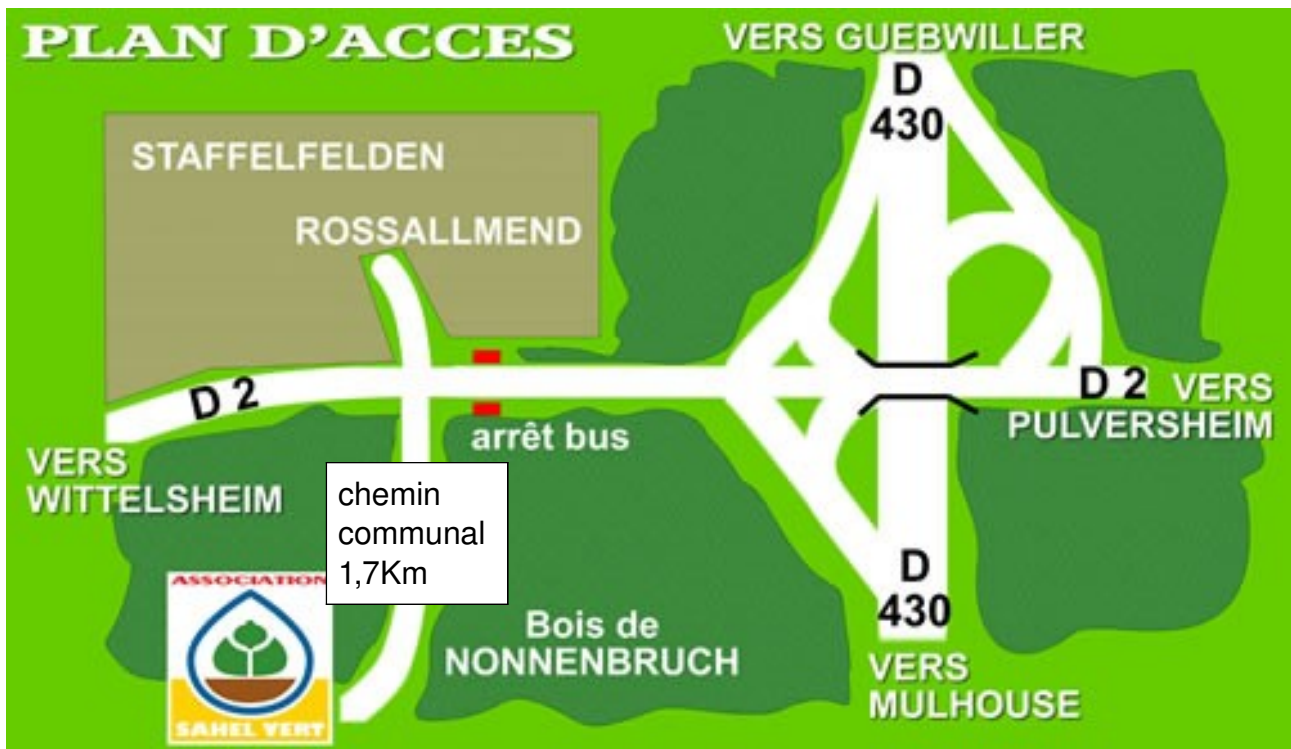 PLAN D'ACCES
VERS GUEBWILLER
D
430
STAFFELFELDEN
ROSSALLMEND
D 2
D 2 VERS
PULVERSHEIM
arrêt bus
VERS
WITTELSHEIM
chemin
communal
1,7Km
ASSOCIATION
SAHEL VERT
Bois de
NONNENBRUCH
D
430
VERS
MULHOUSE